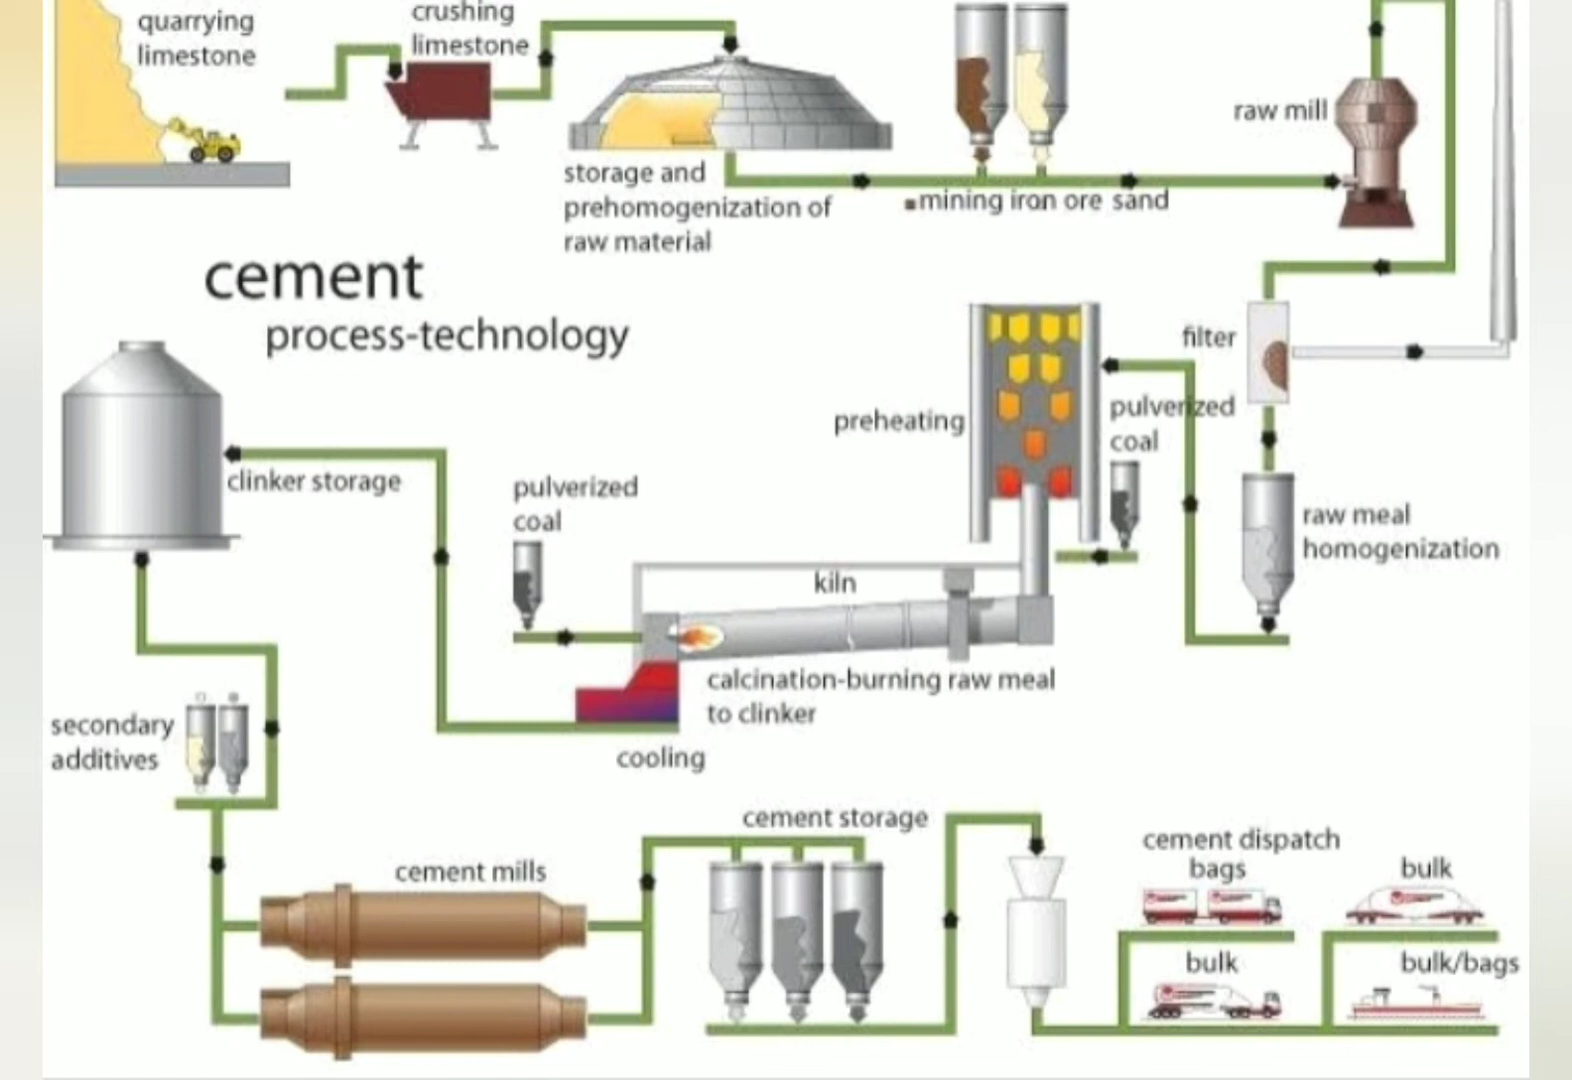 quarrying
limestone
crushing
limestone
storage and
prehomogenization of
raw material
mining iron ore sand
raw mill
cement
process-technology
filter
preheating
pulverized
coal
clinker storage
pulverized
coal
raw meal
homogenization
kiln
calcination-burning raw meal
to clinker
secondary
additives
cooling
cement storage
cement mills
cement dispatch
bags
bulk
bulk
bulk/bags